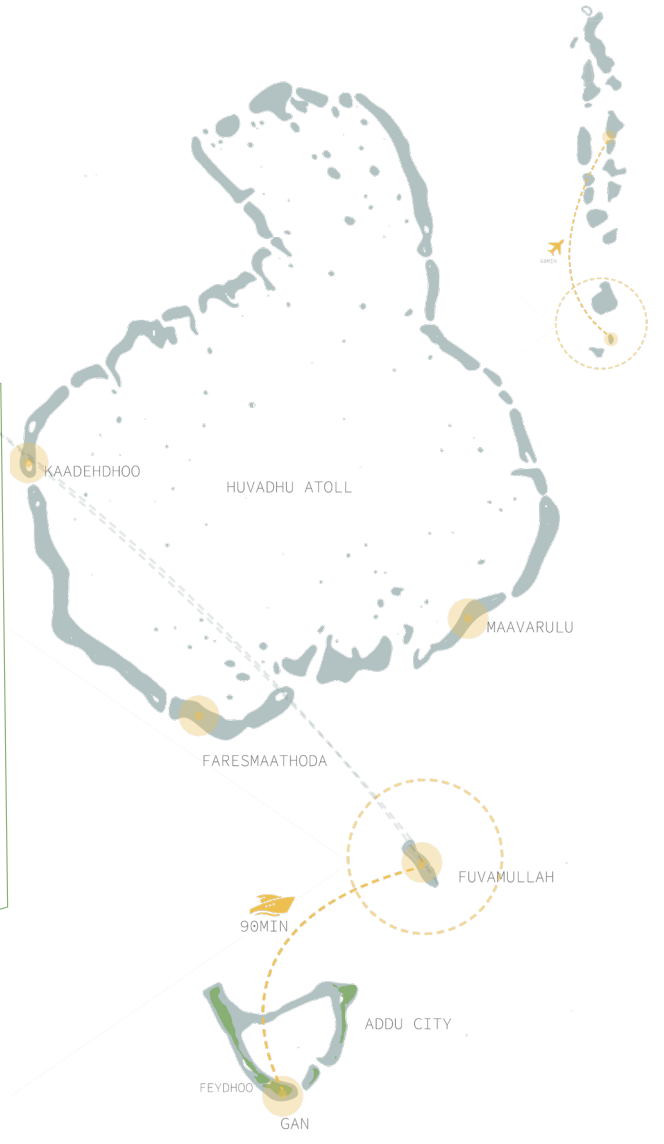 KAADEHDHOO
HUVADHU ATOLL
MAAVARULU
FARESMAATHODA
FUVAMULLAH
90MIN
ADDU CITY
FEYDHOO
GAN